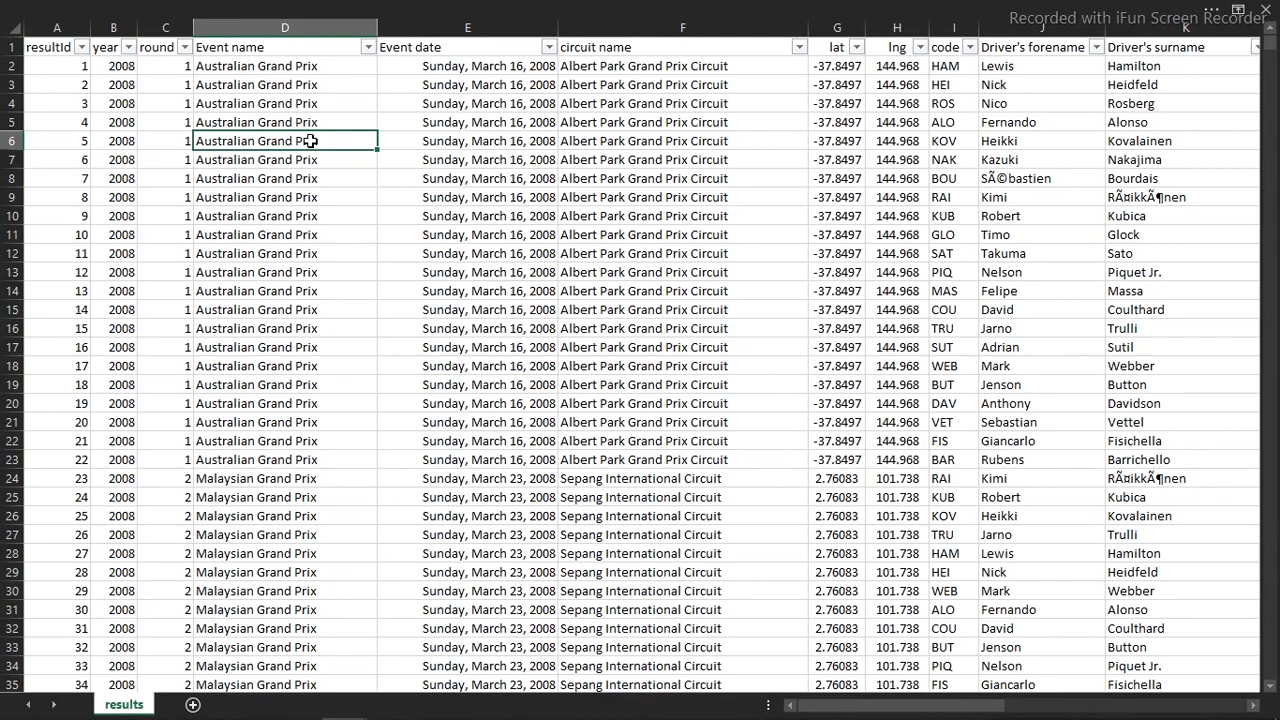 Recorded with iFun Screen Recorder
A B C D E F G H I J K
1 resultId year round Event name Event date circuit name lat lng code Driver's forename Driver's surname
2 1 2008 1 Australian Grand Prix Sunday, March 16, 2008 Albert Park Grand Prix Circuit -37.8497 144.968 HAM Lewis Hamilton
3 2 2008 1 Australian Grand Prix Sunday, March 16, 2008 Albert Park Grand Prix Circuit -37.8497 144.968 HEI Nick Heidfeld
4 3 2008 1 Australian Grand Prix Sunday, March 16, 2008 Albert Park Grand Prix Circuit -37.8497 144.968 ROS Nico Rosberg
5 4 2008 1 Australian Grand Prix Sunday, March 16, 2008 Albert Park Grand Prix Circuit -37.8497 144.968 ALO Fernando Alonso
6 5 2008 1 Australian Grand Prix Sunday, March 16, 2008 Albert Park Grand Prix Circuit -37.8497 144.968 KOV Heikki Kovalainen
7 6 2008 1 Australian Grand Prix Sunday, March 16, 2008 Albert Park Grand Prix Circuit -37.8497 144.968 NAK Kazuki Nakajima
8 7 2008 1 Australian Grand Prix Sunday, March 16, 2008 Albert Park Grand Prix Circuit -37.8497 144.968 BOU SÃ©bastien Bourdais
9 8 2008 1 Australian Grand Prix Sunday, March 16, 2008 Albert Park Grand Prix Circuit -37.8497 144.968 RAI Kimi RÃ¤ikkÃ¶nen
10 9 2008 1 Australian Grand Prix Sunday, March 16, 2008 Albert Park Grand Prix Circuit -37.8497 144.968 KUB Robert Kubica
11 10 2008 1 Australian Grand Prix Sunday, March 16, 2008 Albert Park Grand Prix Circuit -37.8497 144.968 GLO Timo Glock
12 11 2008 1 Australian Grand Prix Sunday, March 16, 2008 Albert Park Grand Prix Circuit -37.8497 144.968 SAT Takuma Sato
13 12 2008 1 Australian Grand Prix Sunday, March 16, 2008 Albert Park Grand Prix Circuit -37.8497 144.968 PIQ Nelson Piquet Jr.
14 13 2008 1 Australian Grand Prix Sunday, March 16, 2008 Albert Park Grand Prix Circuit -37.8497 144.968 MAS Felipe Massa
15 14 2008 1 Australian Grand Prix Sunday, March 16, 2008 Albert Park Grand Prix Circuit -37.8497 144.968 COU David Coulthard
16 15 2008 1 Australian Grand Prix Sunday, March 16, 2008 Albert Park Grand Prix Circuit -37.8497 144.968 TRU Jarno Trulli
17 16 2008 1 Australian Grand Prix Sunday, March 16, 2008 Albert Park Grand Prix Circuit -37.8497 144.968 SUT Adrian Sutil
18 17 2008 1 Australian Grand Prix Sunday, March 16, 2008 Albert Park Grand Prix Circuit -37.8497 144.968 WEB Mark Webber
19 18 2008 1 Australian Grand Prix Sunday, March 16, 2008 Albert Park Grand Prix Circuit -37.8497 144.968 BUT Jenson Button
20 19 2008 1 Australian Grand Prix Sunday, March 16, 2008 Albert Park Grand Prix Circuit -37.8497 144.968 DAV Anthony Davidson
21 20 2008 1 Australian Grand Prix Sunday, March 16, 2008 Albert Park Grand Prix Circuit -37.8497 144.968 VET Sebastian Vettel
22 21 2008 1 Australian Grand Prix Sunday, March 16, 2008 Albert Park Grand Prix Circuit -37.8497 144.968 FIS Giancarlo Fisichella
23 22 2008 1 Australian Grand Prix Sunday, March 16, 2008 Albert Park Grand Prix Circuit -37.8497 144.968 BAR Rubens Barrichello
24 23 2008 2 Malaysian Grand Prix Sunday, March 23, 2008 Sepang International Circuit 2.76083 101.738 RAI Kimi RÃ¤ikkÃ¶nen
25 24 2008 2 Malaysian Grand Prix Sunday, March 23, 2008 Sepang International Circuit 2.76083 101.738 KUB Robert Kubica
26 25 2008 2 Malaysian Grand Prix Sunday, March 23, 2008 Sepang International Circuit 2.76083 101.738 KOV Heikki Kovalainen
27 26 2008 2 Malaysian Grand Prix Sunday, March 23, 2008 Sepang International Circuit 2.76083 101.738 TRU Jarno Trulli
28 27 2008 2 Malaysian Grand Prix Sunday, March 23, 2008 Sepang International Circuit 2.76083 101.738 HAM Lewis Hamilton
29 28 2008 2 Malaysian Grand Prix Sunday, March 23, 2008 Sepang International Circuit 2.76083 101.738 HEI Nick Heidfeld
30 29 2008 2 Malaysian Grand Prix Sunday, March 23, 2008 Sepang International Circuit 2.76083 101.738 WEB Mark Webber
31 30 2008 2 Malaysian Grand Prix Sunday, March 23, 2008 Sepang International Circuit 2.76083 101.738 ALO Fernando Alonso
32 31 2008 2 Malaysian Grand Prix Sunday, March 23, 2008 Sepang International Circuit 2.76083 101.738 COU David Coulthard
33 32 2008 2 Malaysian Grand Prix Sunday, March 23, 2008 Sepang International Circuit 2.76083 101.738 BUT Jenson Button
34 33 2008 2 Malaysian Grand Prix Sunday, March 23, 2008 Sepang International Circuit 2.76083 101.738 PIQ Nelson Piquet Jr.
35 34 2008 2 Malaysian Grand Prix Sunday, March 23, 2008 Sepang International Circuit 2.76083 101.738 FIS Giancarlo Fisichella
results